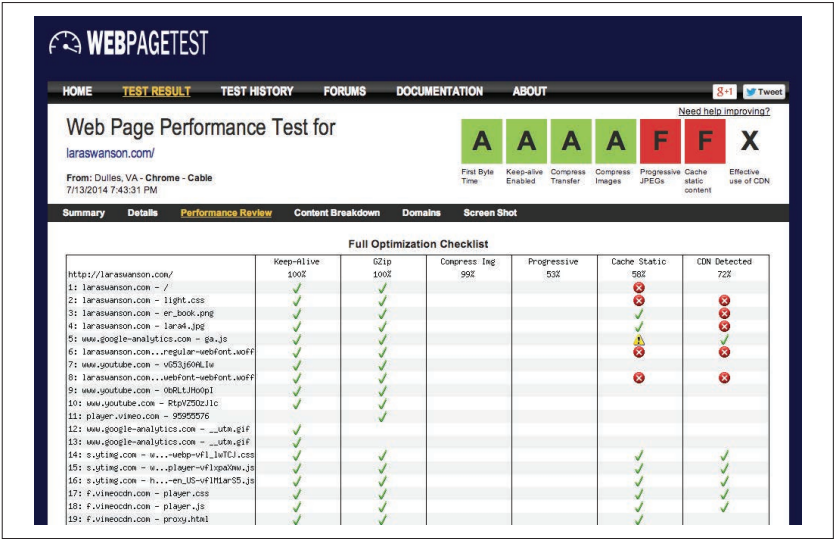 WEBPAGETEST
HOME TEST RESULT TEST HISTORY FORUMS DOCUMENTATION ABOUT
g+1 Tweet
Need help improving?
Web Page Performance Test for
laraswanson.com/
From: Dulles, VA - Chrome - Cable
7/13/2014 7:43:31 PM
A A A A F F X
First Byte Time
Keep-alive Enabled
Compress Transfer
Compress Images
Progressive JPEGs
Cache static content
Effective use of CDN
Summary Details Performance Review Content Breakdown Domains Screen Shot
Full Optimization Checklist
Keep-Alive GZip Compress Img Progressive Cache Static CDN Detected
http://laraswanson.com/ 100% 100% 99% 53% 58% 72%
1: laraswanson.com - /
2: laraswanson.com - light.css
3: laraswanson.com - er_book.png
4: laraswanson.com - lara4.jpg
5: www.google-analytics.com - ga.js
6: laraswanson.com...regular-webfont.woff
7: www.youtube.com - vG53j60ALIw
8: laraswanson.com...webfont-webfont.woff
9: www.youtube.com - 0bRLtJHoOpI
10: www.youtube.com - RtpVZ5DzJlc
11: player.vimeo.com - 95955576
12: www.google-analytics.com - __utm.gif
13: www.google-analytics.com - __utm.gif
14: s.ytimg.com - w...-webp-vfl_lwTCJ.css
15: s.ytimg.com - w...player-vflxpaXmw.js
16: s.ytimg.com - h...-en_US-vflM1arS5.js
17: f.vimeocdn.com - player.css
18: f.vimeocdn.com - player.js
19: f.vimeocdn.com - proxy.html